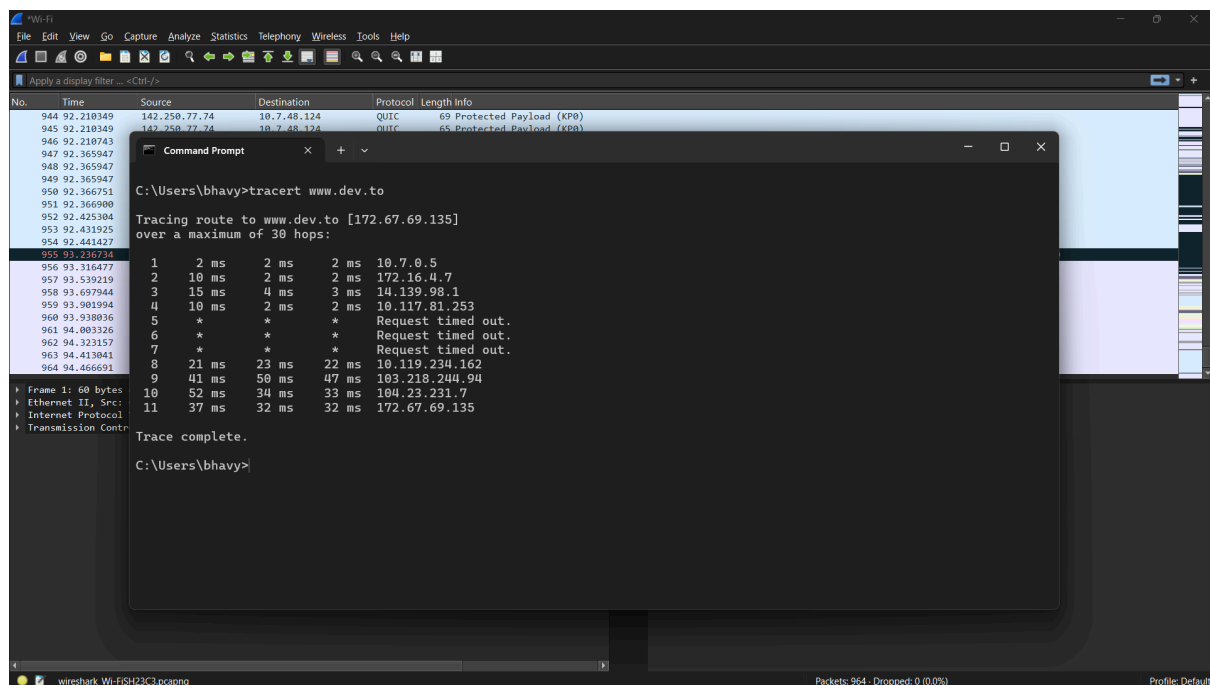 *Wi-Fi
File Edit View Go Capture Analyze Statistics Telephony Wireless Tools Help
Apply a display filter ... <Ctrl-/>
No. Time Source Destination Protocol Length Info
944 92.210349 142.250.77.74 10.7.48.124 QUIC 69 Protected Payload (KP0)
945 92.210349 142.250.77.74 10.7.48.124 QUIC 65 Protected Payload (KP0)
946 92.210743
947 92.365947
948 92.365947
949 92.365947
950 92.366751
951 92.366900
952 92.425304
953 92.431925
954 92.441427
955 93.236734
956 93.316477
957 93.539219
958 93.697944
959 93.901994
960 93.938036
961 94.003326
962 94.323157
963 94.413041
964 94.466691
Frame 1: 60 bytes
Ethernet II, Src:
Internet Protocol
Transmission Contr
Command Prompt
C:\Users\bhavy>tracert www.dev.to
Tracing route to www.dev.to [172.67.69.135]
over a maximum of 30 hops:
1 2 ms 2 ms 2 ms 10.7.0.5
2 10 ms 2 ms 2 ms 172.16.4.7
3 15 ms 4 ms 3 ms 14.139.98.1
4 10 ms 2 ms 2 ms 10.117.81.253
5 * * * Request timed out.
6 * * * Request timed out.
7 * * * Request timed out.
8 21 ms 23 ms 22 ms 10.119.234.162
9 41 ms 50 ms 47 ms 103.218.244.94
10 52 ms 34 ms 33 ms 104.23.231.7
11 37 ms 32 ms 32 ms 172.67.69.135
Trace complete.
C:\Users\bhavy>
wireshark_Wi-FiSH23C3.pcapng Packets: 964 · Dropped: 0 (0.0%) Profile: Default